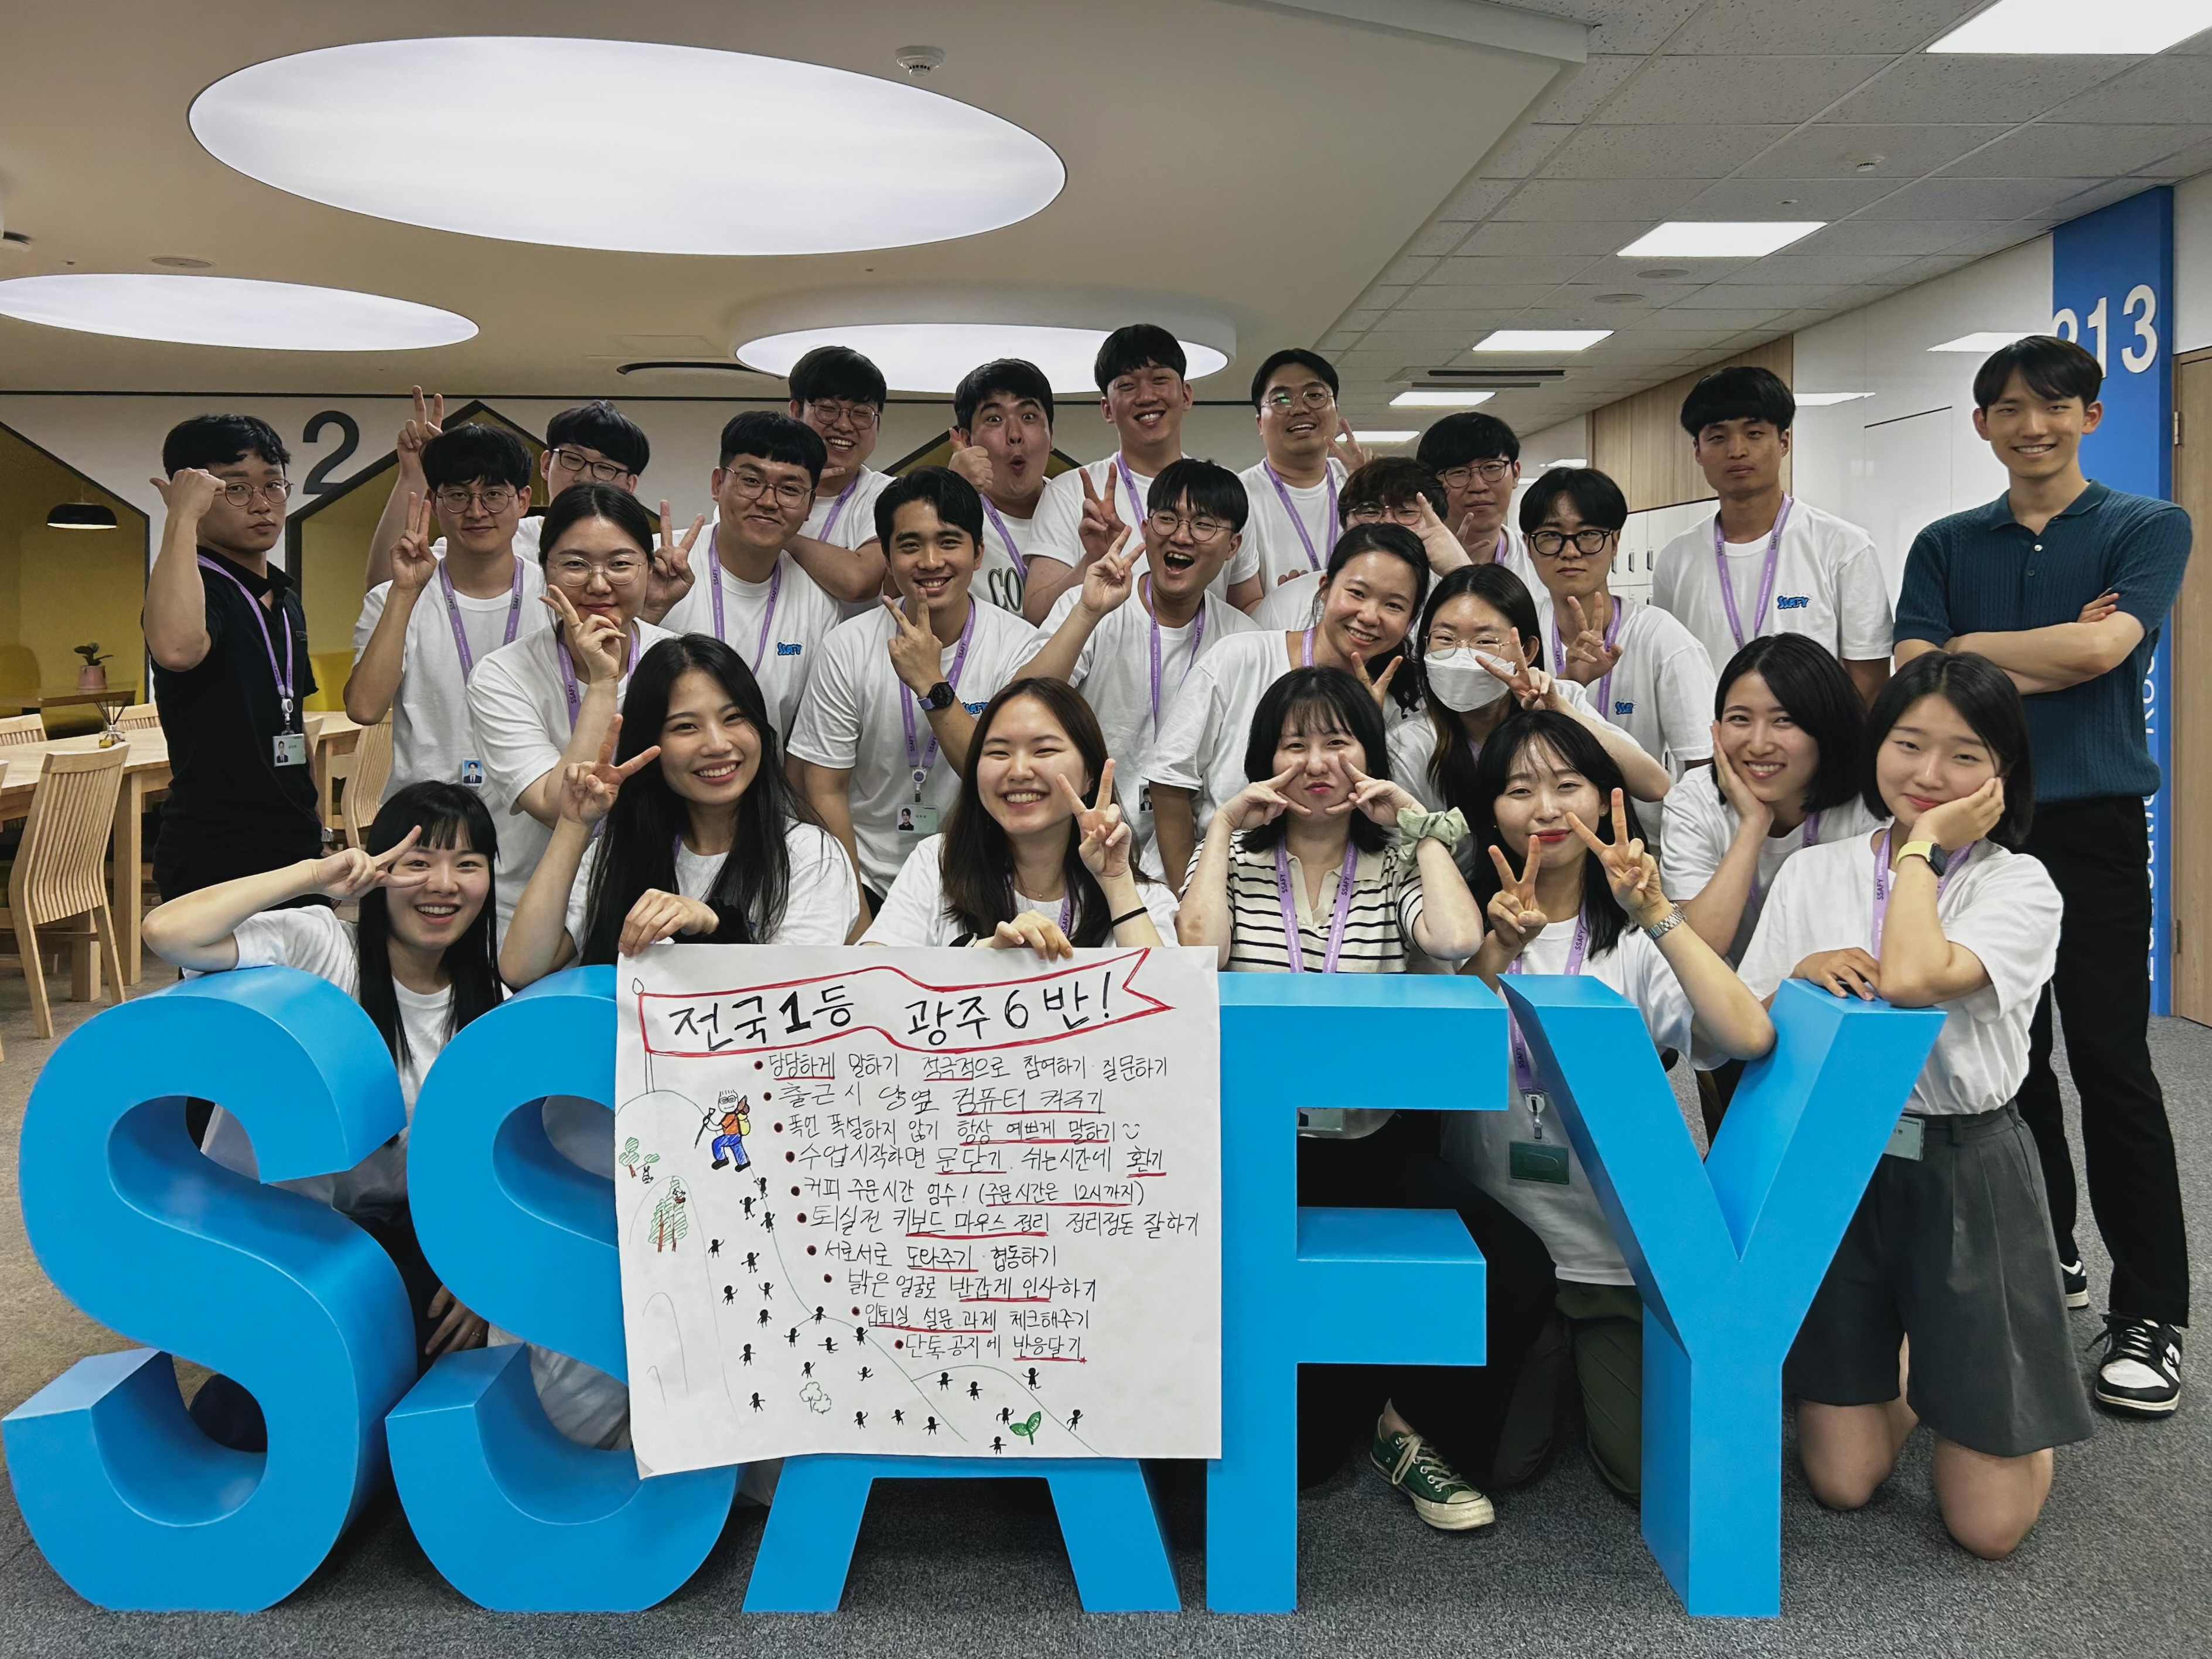 2
213
SSAFY
전국1등 광주6반!
• 당당하게 말하기 적극적으로 참여하기·질문하기
• 출근 시 양옆 컴퓨터 켜주기
• 폭언 폭설하지 않기 항상 예쁘게 말하기
• 수업시작하면 문닫기. 쉬는시간에 환기
• 커피 주문시간 엄수! (주문시간은 12시까지)
• 퇴실전 키보드 마우스 정리 정리정돈 잘하기
• 서로서로 도와주기·협동하기
• 밝은 얼굴로 반갑게 인사하기
• 입퇴실·설문·과제 체크해주기
• 단톡공지에 반응달기
SSAFY